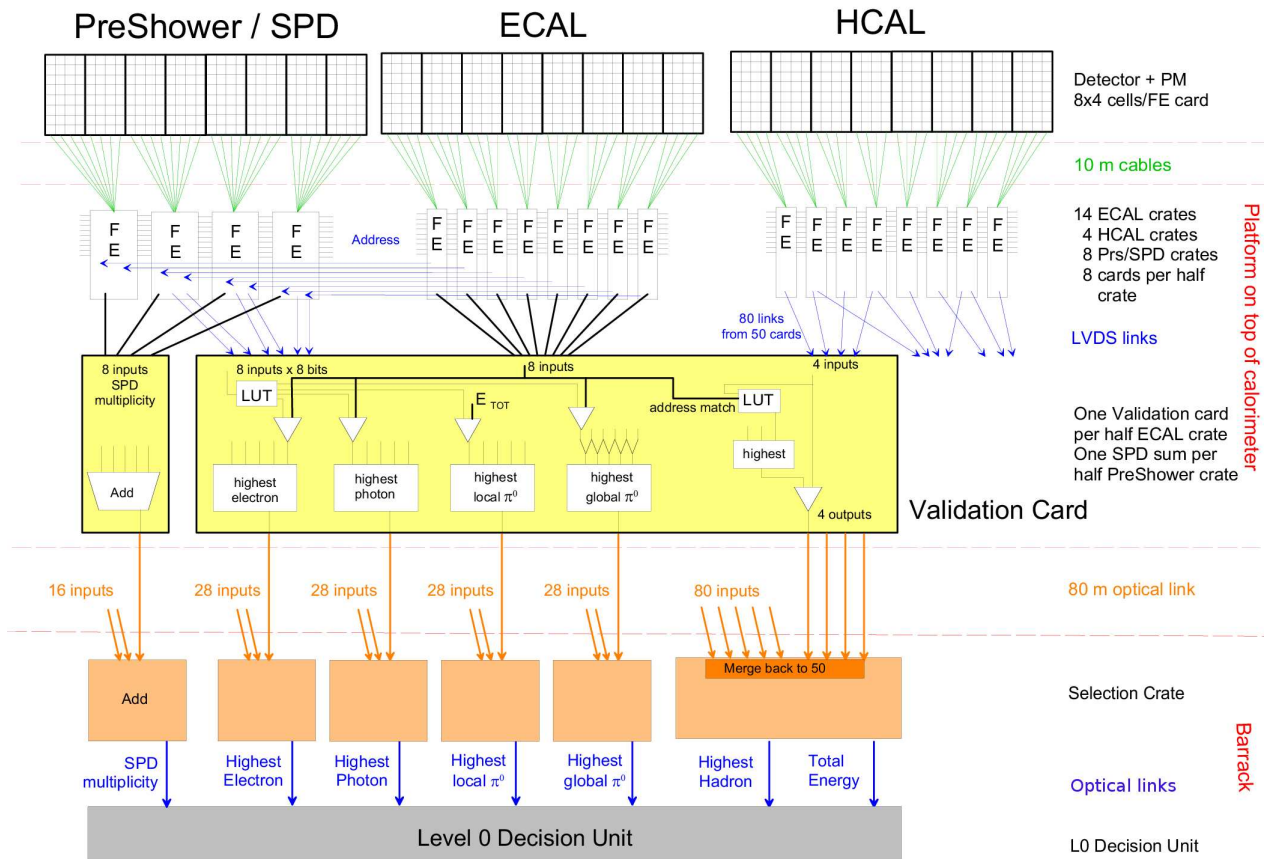 PreShower / SPD
ECAL
HCAL
Detector + PM
8x4 cells/FE card
10 m cables
F
E
F
E
F
E
F
E
Address
F
E
F
E
F
E
F
E
F
E
F
E
F
E
F
E
F
E
F
E
F
E
F
E
F
E
F
E
F
E
F
E
14 ECAL crates
4 HCAL crates
8 Prs/SPD crates
8 cards per half
crate
Platform on top of calorimeter
80 links
from 50 cards
LVDS links
8 inputs
SPD
multiplicity
Add
8 inputs x 8 bits
LUT
8 inputs
E TOT
address match
4 inputs
LUT
highest
highest
electron
highest
photon
highest
local π⁰
highest
global π⁰
4 outputs
One Validation card
per half ECAL crate
One SPD sum per
half PreShower crate
Validation Card
16 inputs
28 inputs
28 inputs
28 inputs
28 inputs
80 inputs
80 m optical link
Add
Merge back to 50
Selection Crate
SPD
multiplicity
Highest
Electron
Highest
Photon
Highest
local π⁰
Highest
global π⁰
Highest
Hadron
Total
Energy
Optical links
Barrack
Level 0 Decision Unit
L0 Decision Unit